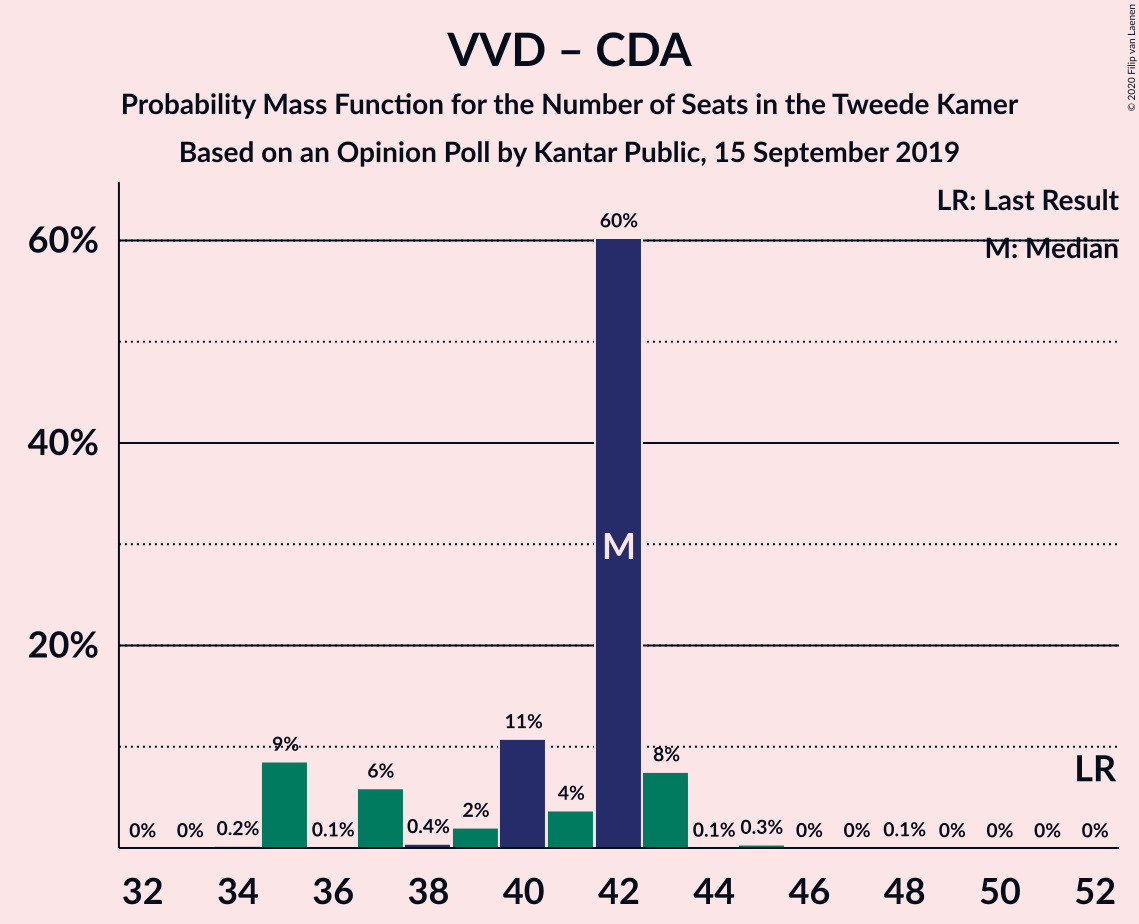 VVD – CDA
Probability Mass Function for the Number of Seats in the Tweede Kamer
Based on an Opinion Poll by Kantar Public, 15 September 2019
© 2020 Filip van Laenen
LR: Last Result
M: Median
60%
40%
20%
0% 0% 0.2% 9% 0.1% 6% 0.4% 2% 11% 4% 60% 8% 0.1% 0.3% 0% 0% 0.1% 0% 0% 0% 0%
M
LR
32 34 36 38 40 42 44 46 48 50 52